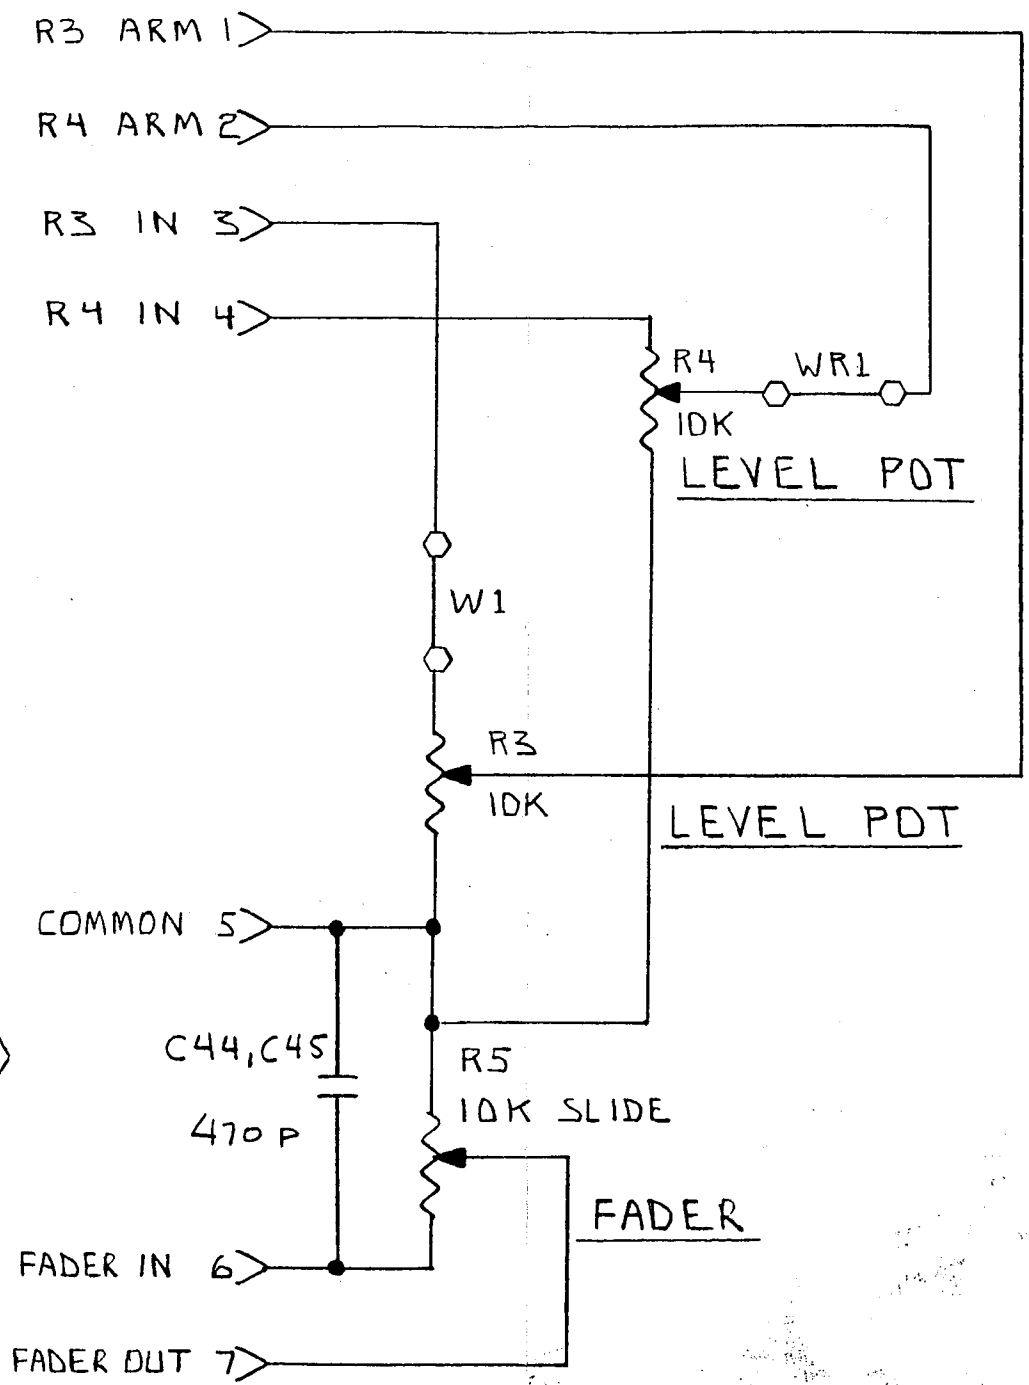 R3 ARM 1
R4 ARM 2
R3 IN 3
R4 IN 4
R4
WR1
10K
LEVEL POT
W1
R3
10K
LEVEL POT
COMMON 5
C44, C45
R5
10K SLIDE
470 P
FADER
FADER IN 6
FADER OUT 7